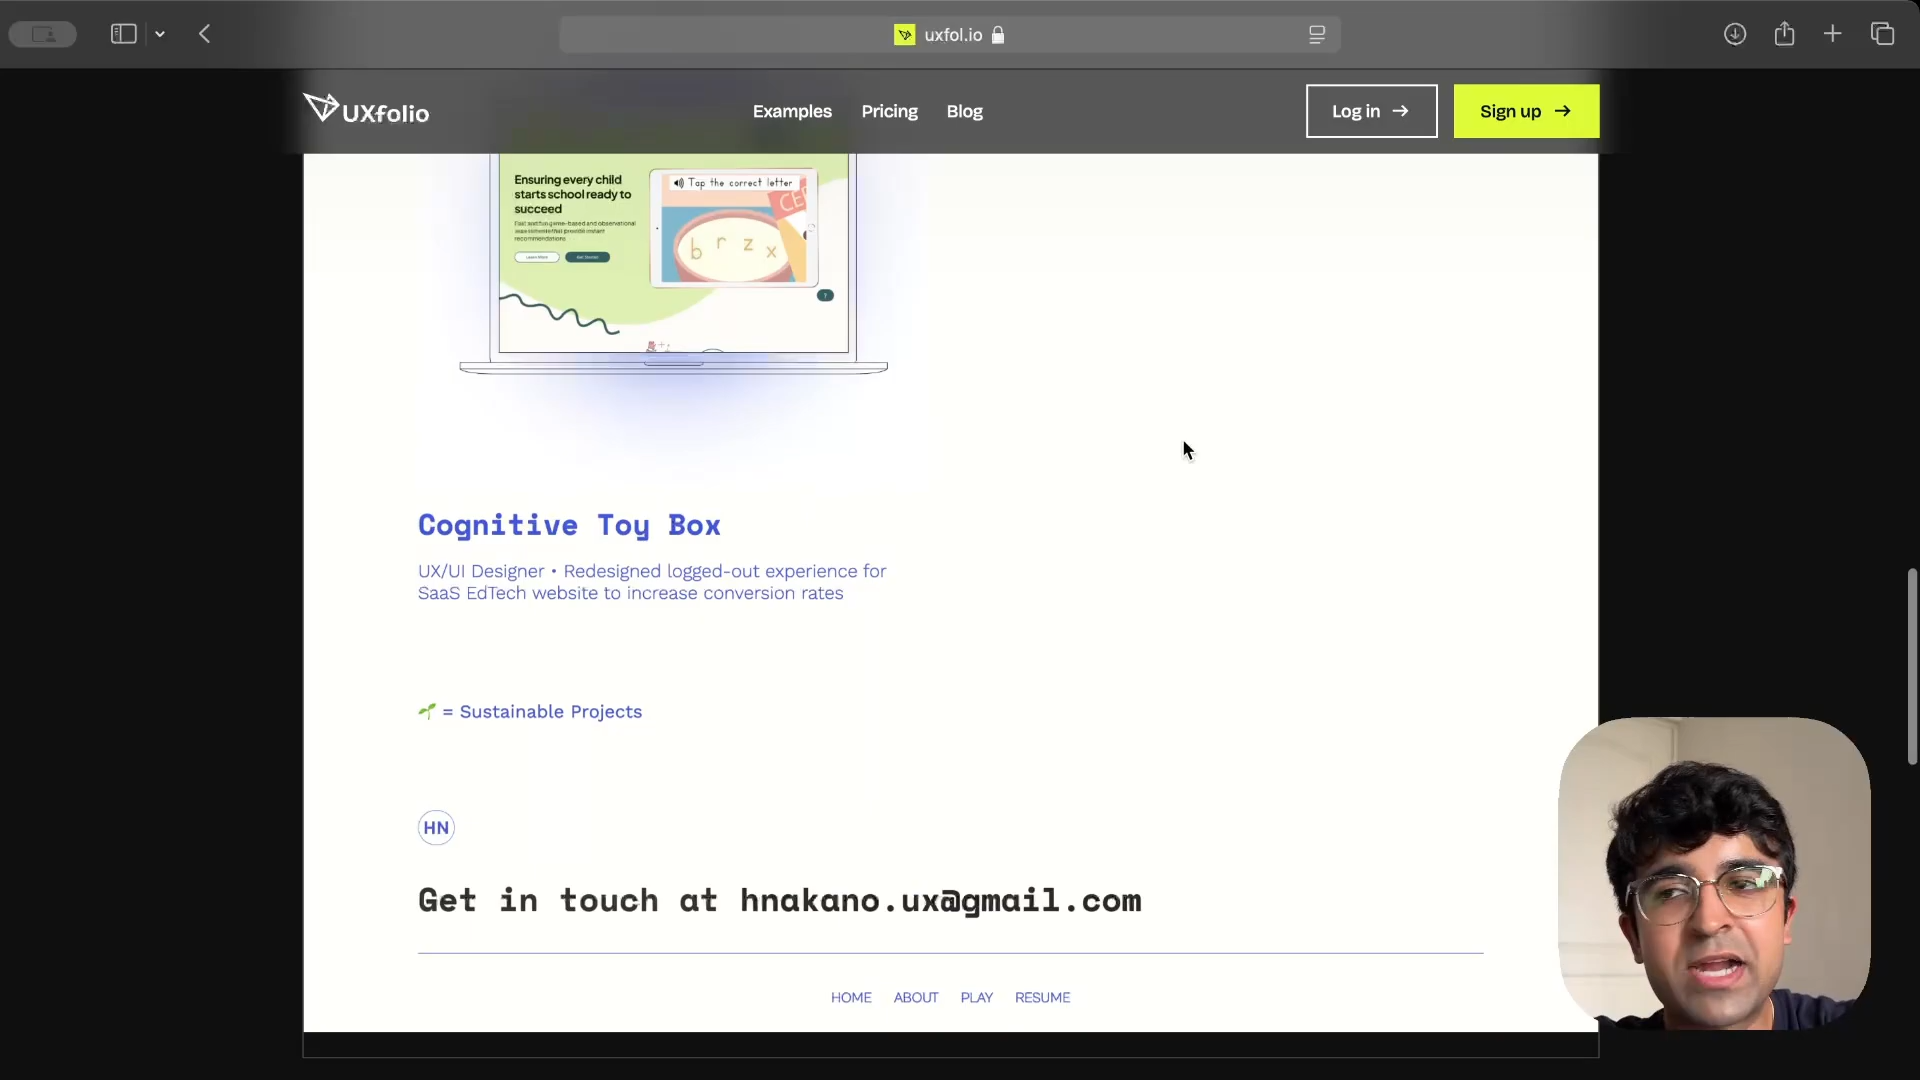 uxfol.io
UXfolio
Examples Pricing Blog
Log in →
Sign up →
Ensuring every child
starts school ready to
succeed
Tap the correct letter
CE
b r z x
Learn More
Get Started
?
Cognitive Toy Box
UX/UI Designer • Redesigned logged-out experience for
SaaS EdTech website to increase conversion rates
🌱 = Sustainable Projects
HN
Get in touch at hnakano.ux@gmail.com
HOME ABOUT PLAY RESUME